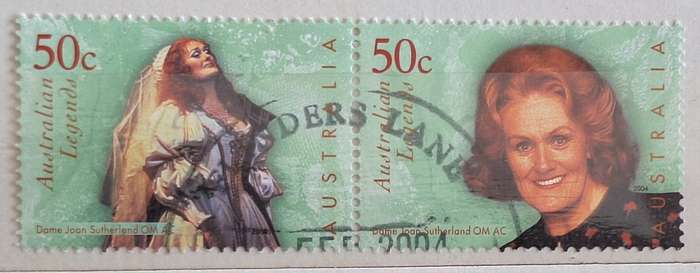 50c
Australian
Legends
AUSTRALIA
Dame Joan Sutherland OM AC
50c
Australian
Legends
AUSTRALIA
2004
Dame Joan Sutherland OM AC
DERS LANE
FEB 2004